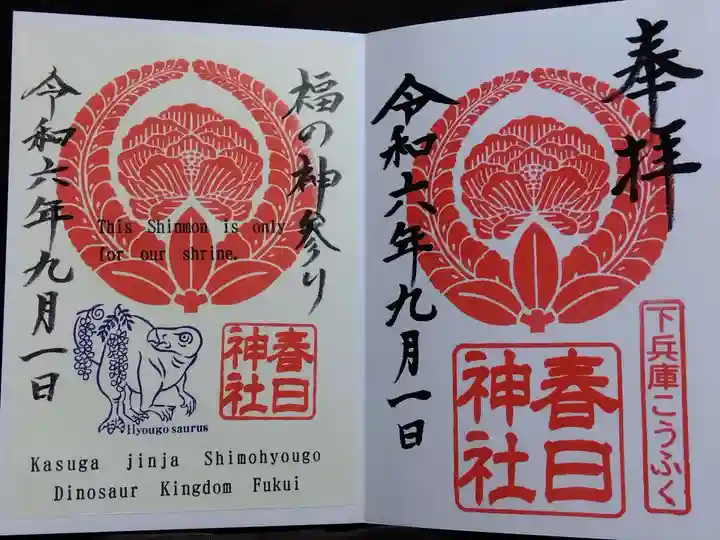 奉拝
令和六年九月一日
春日神社
下兵庫こうふく
福の神参り
令和六年九月一日
This Shinmon is only
for our shrine.
Hyougo saurus
春日神社
Kasuga jinja Shimohyougo
Dinosaur Kingdom Fukui